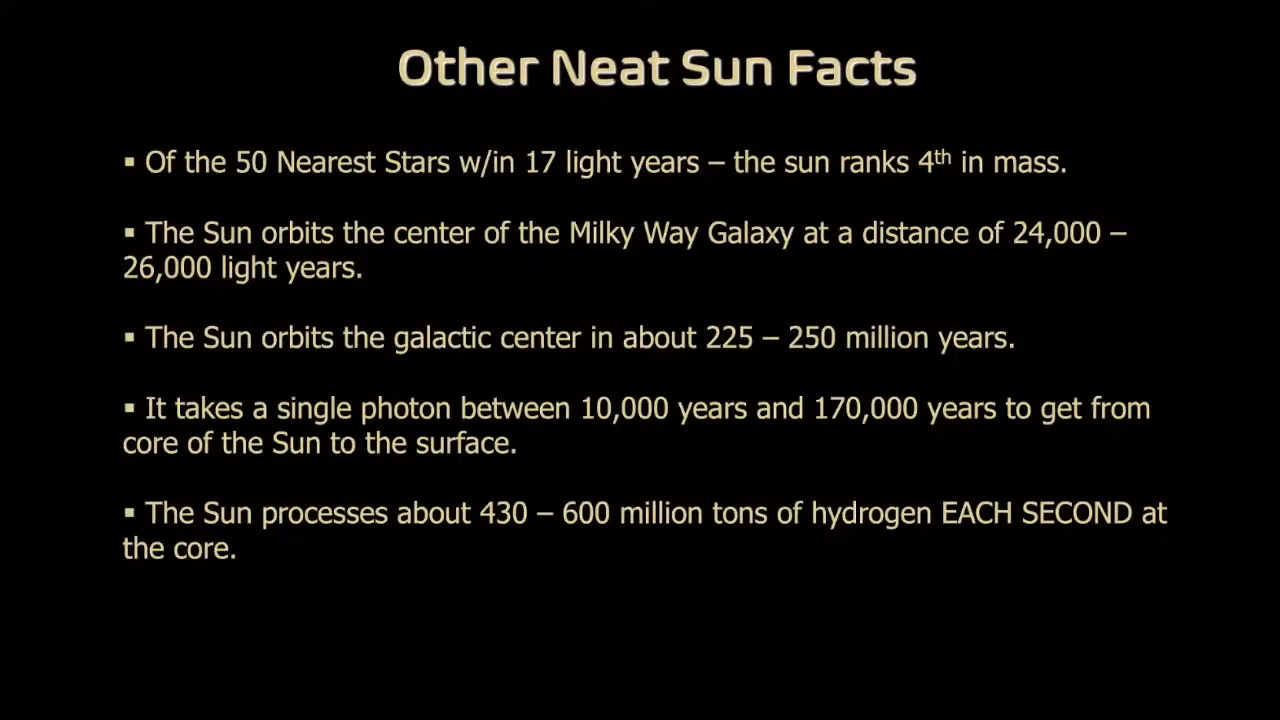 Other Neat Sun Facts
▪ Of the 50 Nearest Stars w/in 17 light years – the sun ranks 4th in mass.
▪ The Sun orbits the center of the Milky Way Galaxy at a distance of 24,000 –
26,000 light years.
▪ The Sun orbits the galactic center in about 225 – 250 million years.
▪ It takes a single photon between 10,000 years and 170,000 years to get from
core of the Sun to the surface.
▪ The Sun processes about 430 – 600 million tons of hydrogen EACH SECOND at
the core.